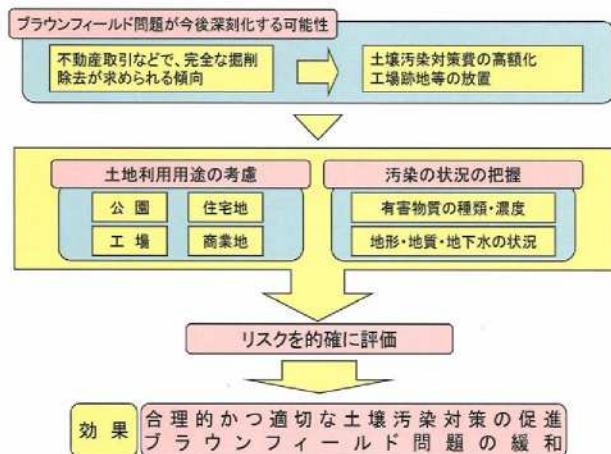 ブラウンフィールド問題が今後深刻化する可能性
不動産取引などで、完全な掘削
除去が求められる傾向
土壌汚染対策費の高額化
工場跡地等の放置
土地利用用途の考慮
公園
住宅地
工場
商業地
汚染の状況の把握
有害物質の種類・濃度
地形・地質・地下水の状況
リスクを的確に評価
効果
合理的かつ適切な土壌汚染対策の促進
ブラウンフィールド問題の緩和